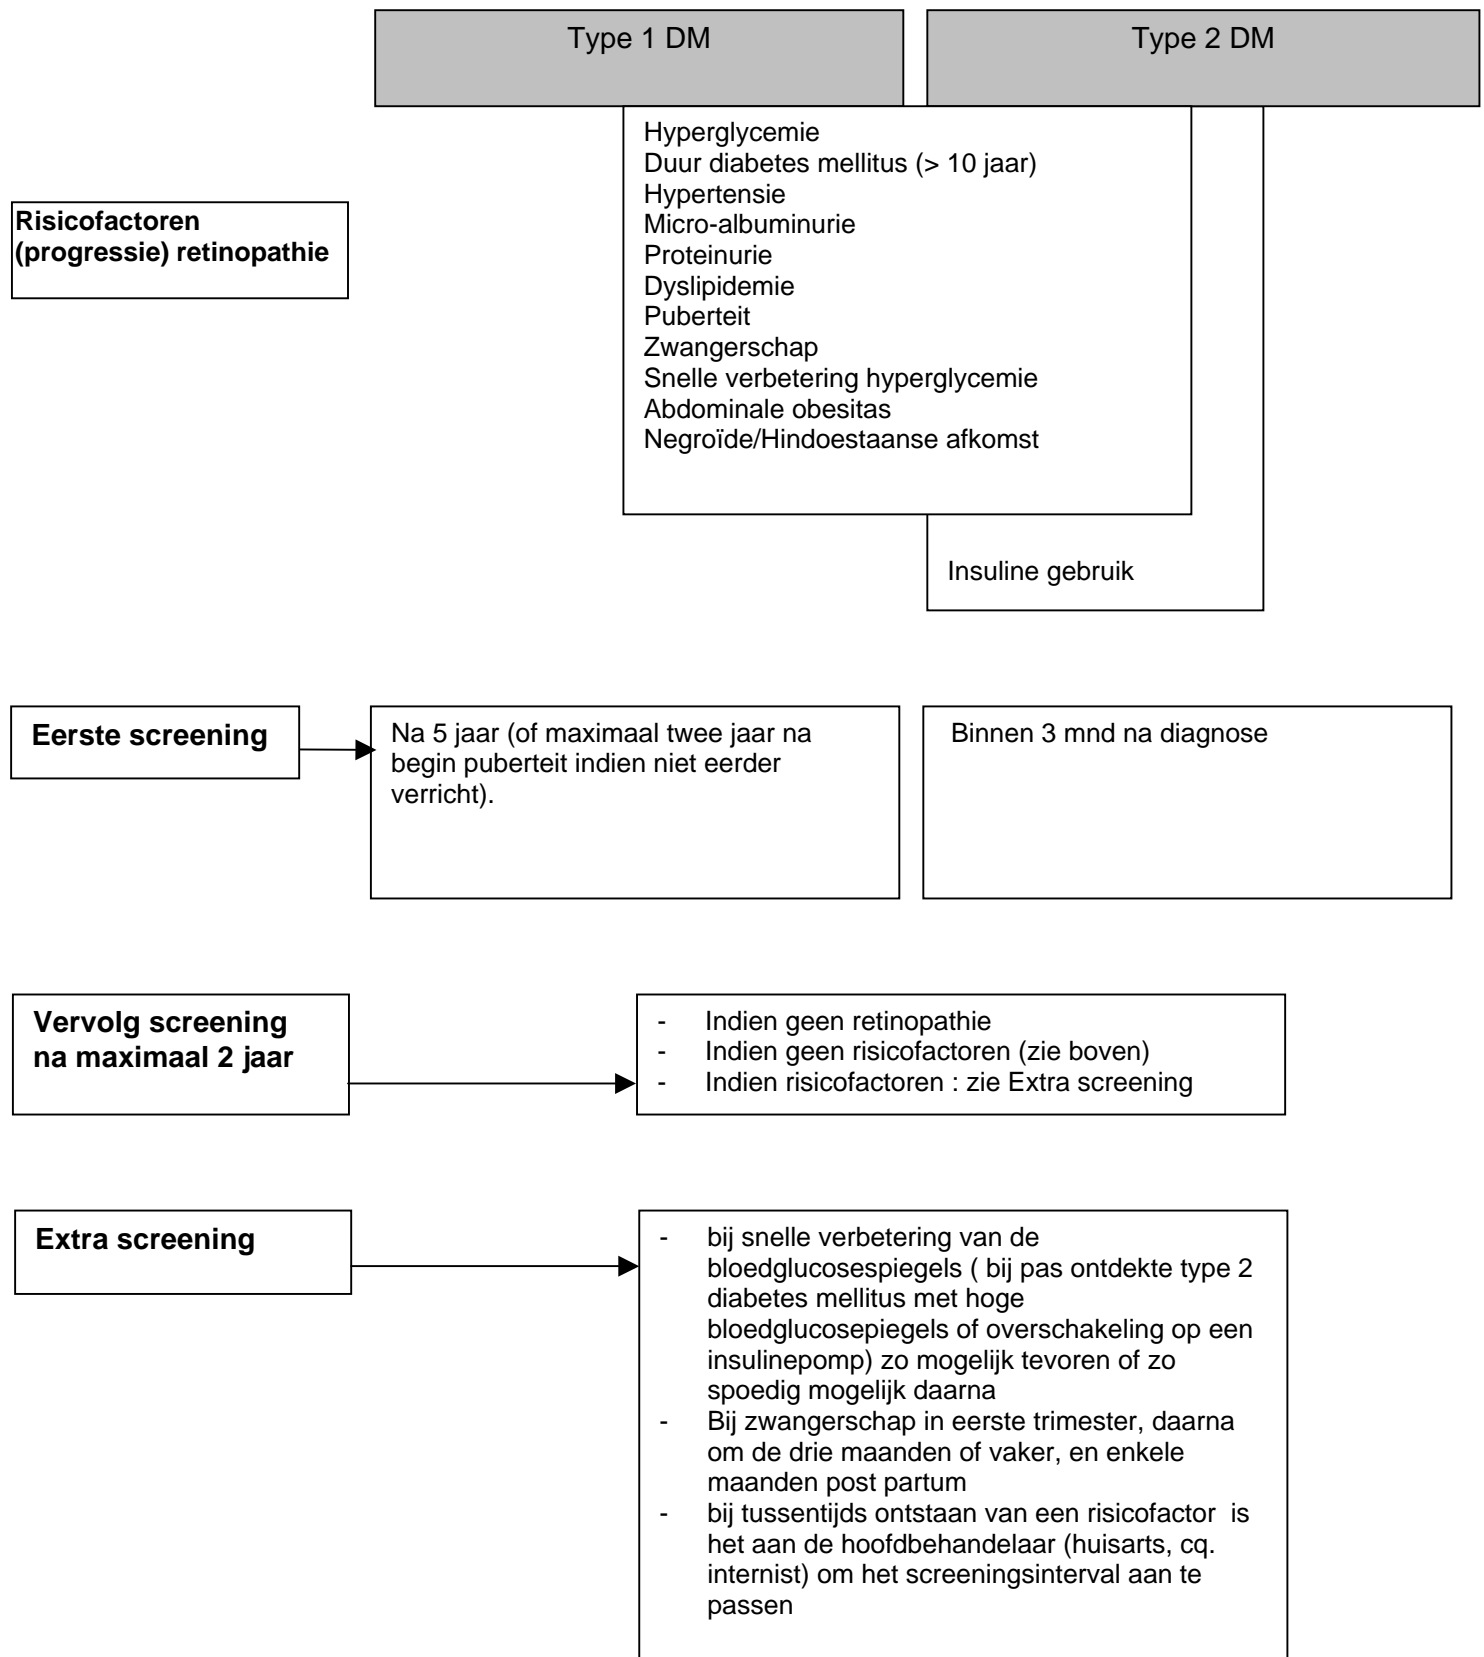 Type 1 DM
Type 2 DM
Risicofactoren
(progressie) retinopathie
Hyperglycemie
Duur diabetes mellitus (> 10 jaar)
Hypertensie
Micro-albuminurie
Proteinurie
Dyslipidemie
Puberteit
Zwangerschap
Snelle verbetering hyperglycemie
Abdominale obesitas
Negroïde/Hindoestaanse afkomst
Insuline gebruik
Eerste screening
Na 5 jaar (of maximaal twee jaar na
begin puberteit indien niet eerder
verricht).
Binnen 3 mnd na diagnose
Vervolg screening
na maximaal 2 jaar
- Indien geen retinopathie
- Indien geen risicofactoren (zie boven)
- Indien risicofactoren : zie Extra screening
Extra screening
- bij snelle verbetering van de
bloedglucosespiegels ( bij pas ontdekte type 2
diabetes mellitus met hoge
bloedglucosepiegels of overschakeling op een
insulinepomp) zo mogelijk tevoren of zo
spoedig mogelijk daarna
- Bij zwangerschap in eerste trimester, daarna
om de drie maanden of vaker, en enkele
maanden post partum
- bij tussentijds ontstaan van een risicofactor is
het aan de hoofdbehandelaar (huisarts, cq.
internist) om het screeningsinterval aan te
passen